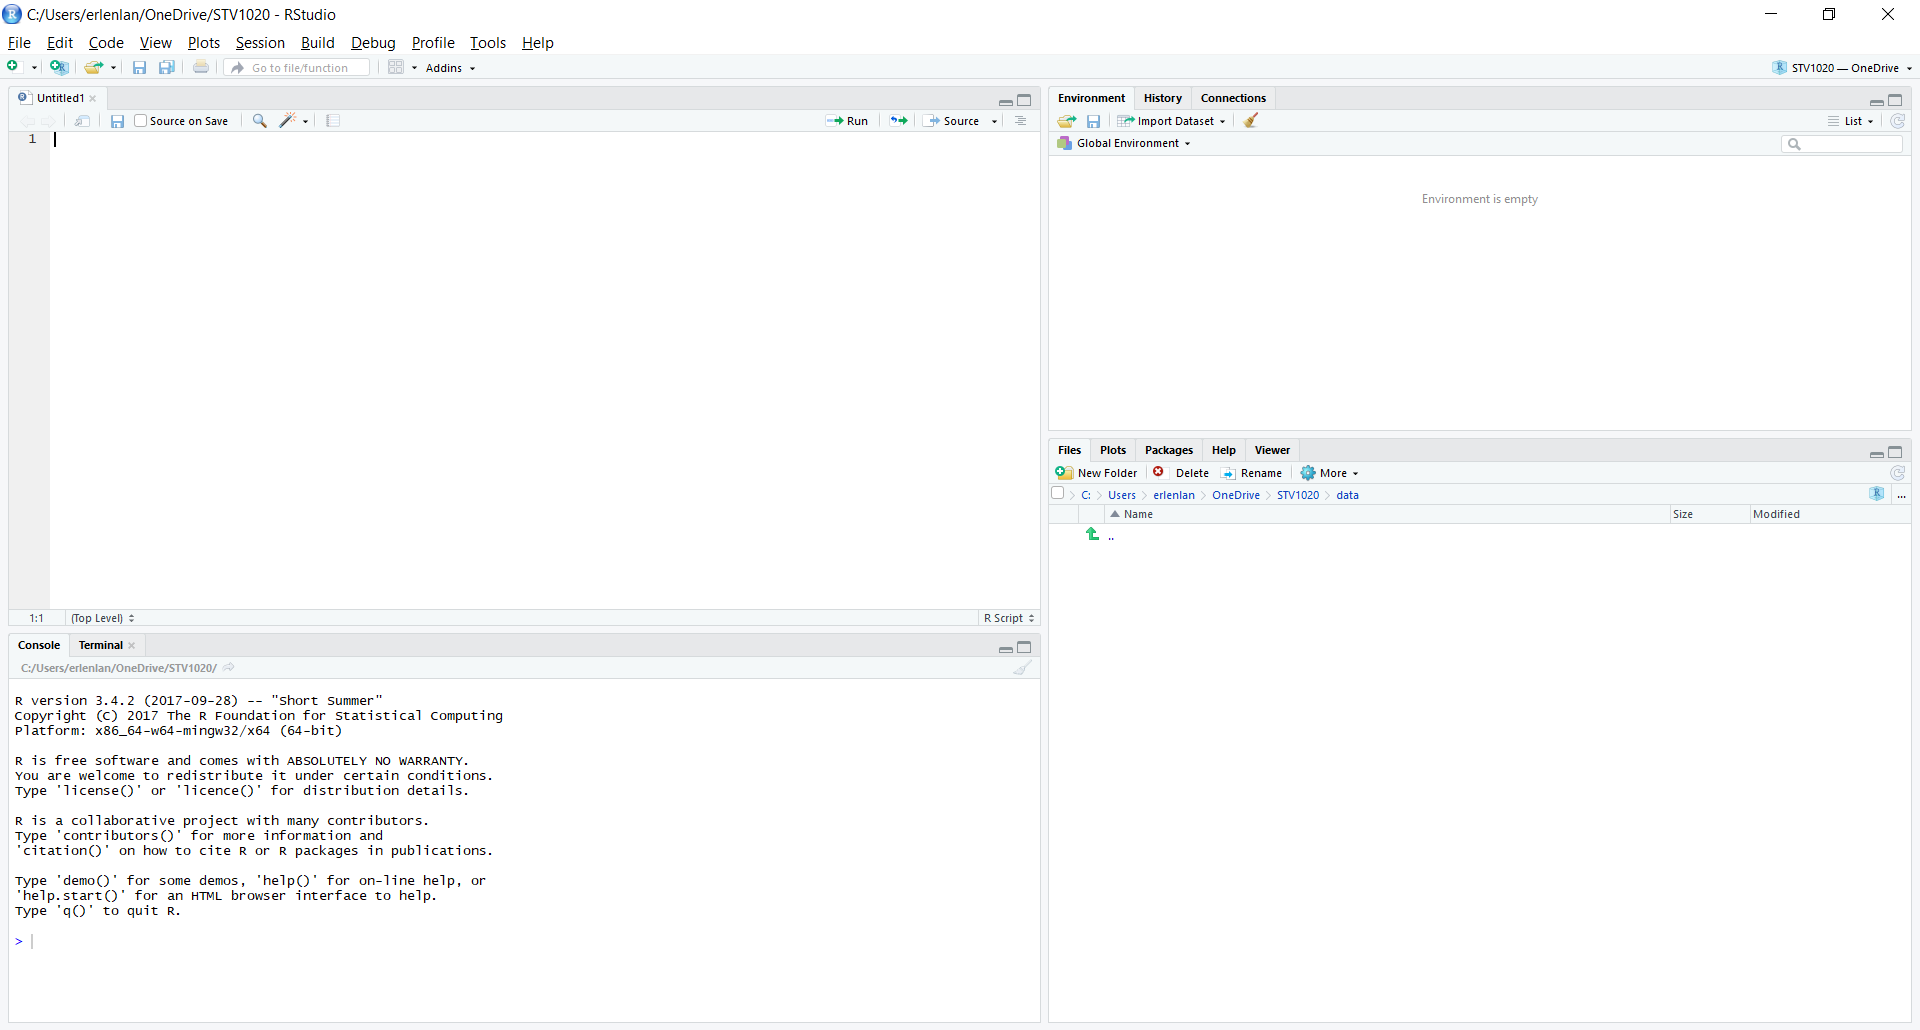 C:/Users/erlenlan/OneDrive/STV1020 - RStudio
File Edit Code View Plots Session Build Debug Profile Tools Help
Go to file/function Addins STV1020 — OneDrive
Untitled1
Source on Save Run Source
1
1:1 (Top Level) R Script
Console Terminal
C:/Users/erlenlan/OneDrive/STV1020/
R version 3.4.2 (2017-09-28) -- "Short Summer"
Copyright (C) 2017 The R Foundation for Statistical Computing
Platform: x86_64-w64-mingw32/x64 (64-bit)
R is free software and comes with ABSOLUTELY NO WARRANTY.
You are welcome to redistribute it under certain conditions.
Type 'license()' or 'licence()' for distribution details.
R is a collaborative project with many contributors.
Type 'contributors()' for more information and
'citation()' on how to cite R or R packages in publications.
Type 'demo()' for some demos, 'help()' for on-line help, or
'help.start()' for an HTML browser interface to help.
Type 'q()' to quit R.
>
Environment History Connections
Import Dataset List
Global Environment
Environment is empty
Files Plots Packages Help Viewer
New Folder Delete Rename More
C: Users erlenlan OneDrive STV1020 data ...
Name Size Modified
..